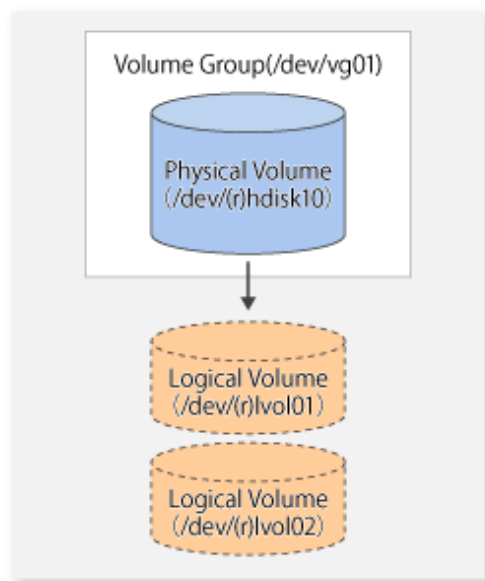 Volume Group(/dev/vg01)
Physical Volume
(/dev/(r)hdisk10)
Logical Volume
(/dev/(r)lvol01)
Logical Volume
(/dev/(r)lvol02)